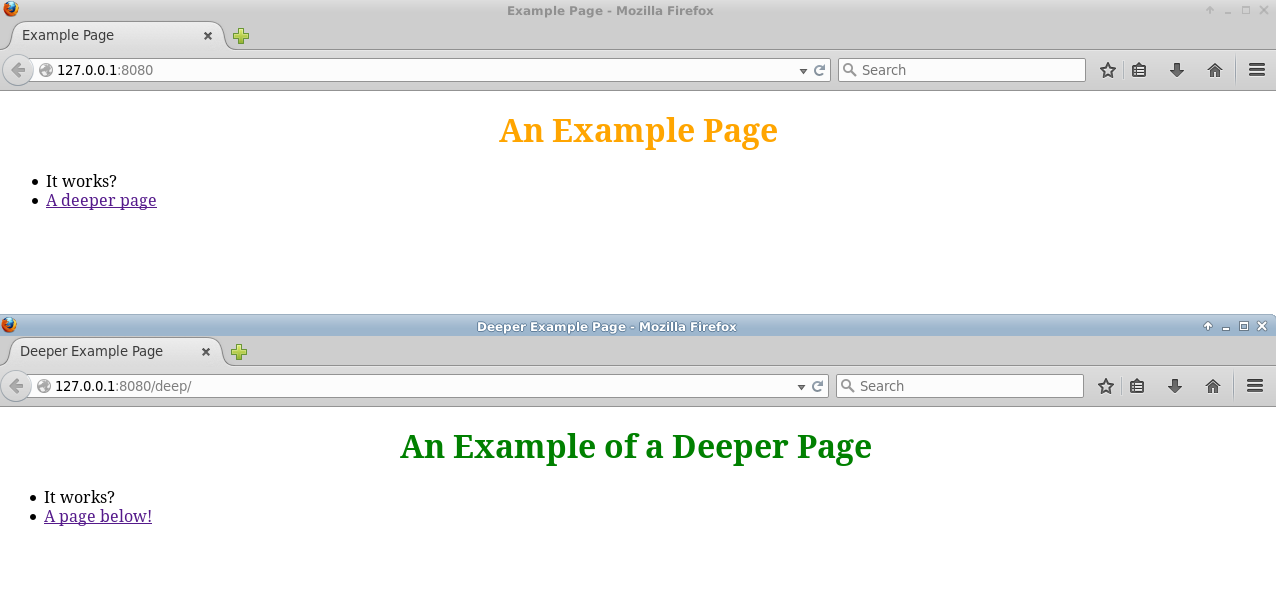 Example Page - Mozilla Firefox
Example Page
127.0.0.1:8080
Search
An Example Page
It works?
A deeper page
Deeper Example Page - Mozilla Firefox
Deeper Example Page
127.0.0.1:8080/deep/
Search
An Example of a Deeper Page
It works?
A page below!